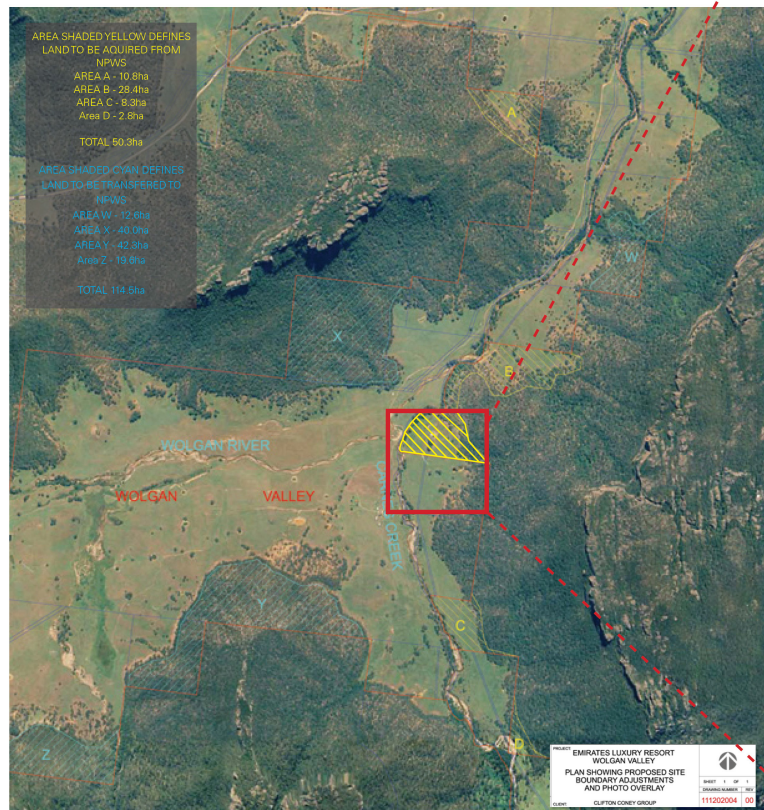 AREA SHADED YELLOW DEFINES
LAND TO BE AQUIRED FROM
NPWS
AREA A - 10.8ha
AREA B - 28.4ha
AREA C - 8.3ha
Area D - 2.8ha
TOTAL 50.3ha
AREA SHADED CYAN DEFINES
LAND TO BE TRANSFERED TO
NPWS
AREA W - 12.6ha
AREA X - 40.0ha
AREA Y - 42.3ha
Area Z - 19.6ha
TOTAL 114.5ha
A
W
X
B
WOLGAN RIVER
WOLGAN VALLEY
CREEK
Y
C
Z
D
PROJECT:
EMIRATES LUXURY RESORT
WOLGAN VALLEY
PLAN SHOWING PROPOSED SITE
BOUNDARY ADJUSTMENTS
AND PHOTO OVERLAY
CLIENT
CLIFTON CONEY GROUP
SHEET 1 OF 1
DRAWING NUMBER REV
111202004 00